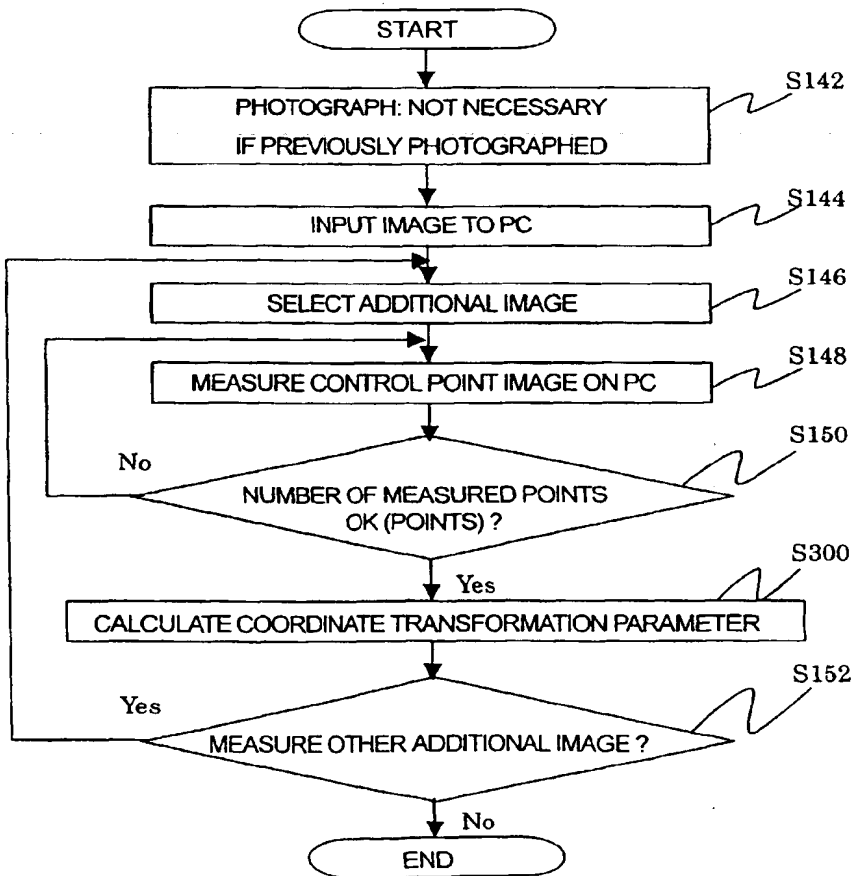 START
S142
PHOTOGRAPH: NOT NECESSARY
IF PREVIOUSLY PHOTOGRAPHED
S144
INPUT IMAGE TO PC
S146
SELECT ADDITIONAL IMAGE
S148
MEASURE CONTROL POINT IMAGE ON PC
S150
No
NUMBER OF MEASURED POINTS
OK (POINTS) ?
S300
Yes
CALCULATE COORDINATE TRANSFORMATION PARAMETER
S152
Yes
MEASURE OTHER ADDITIONAL IMAGE ?
No
END